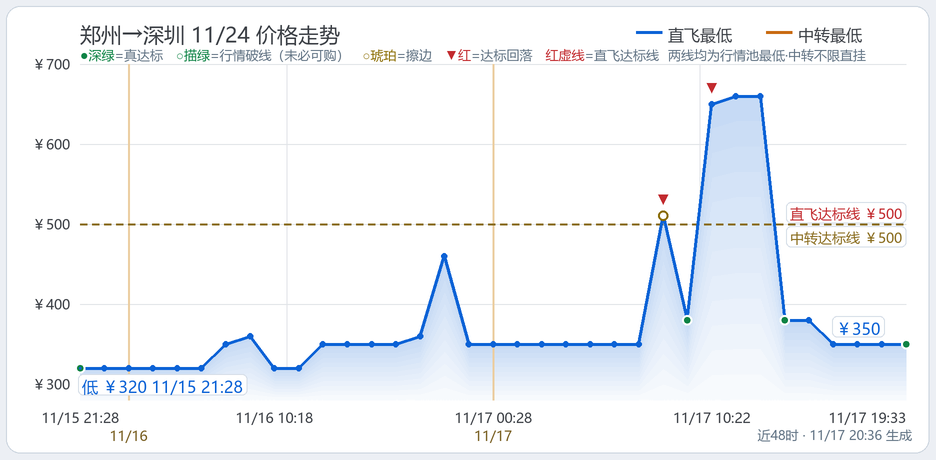 郑州→深圳 11/24 价格走势
直飞最低 中转最低
●深绿=真达标 ○描绿=行情破线（未必可购） ○琥珀=擦边 ▼红=达标回落 红虚线=直飞达标线 两线均为行情池最低·中转不限直挂
￥700
￥600
￥500
￥400
￥300
直飞达标线 ￥500
中转达标线 ￥500
￥350
低 ￥320 11/15 21:28
11/15 21:28 11/16 10:18 11/17 00:28 11/17 10:22 11/17 19:33
11/16 11/17
近48时 · 11/17 20:36 生成